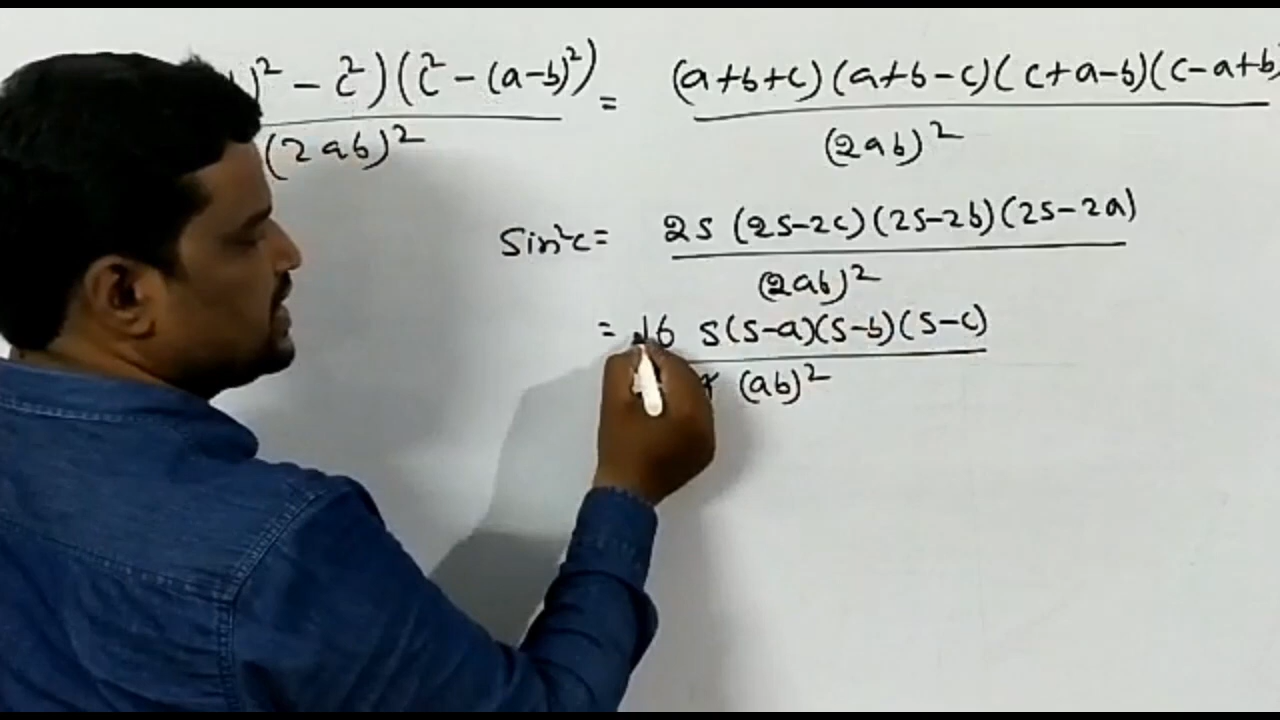 )² - c²)(c² - (a-b)²) = (a+b+c)(a+b-c)(c+a-b)(c-a+b
(2ab)² (2ab)²
Sin²c = 2s (2s-2c)(2s-2b)(2s-2a)
(2ab)²
= 16 s(s-a)(s-b)(s-c)
(ab)²